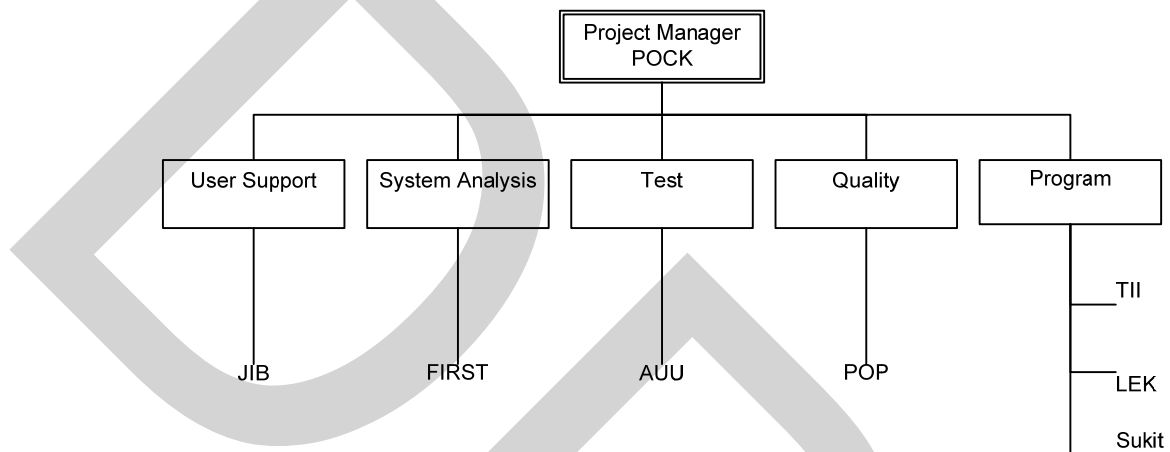 Project Manager
POCK
User Support
System Analysis
Test
Quality
Program
TII
JIB
FIRST
AUU
POP
LEK
Sukit